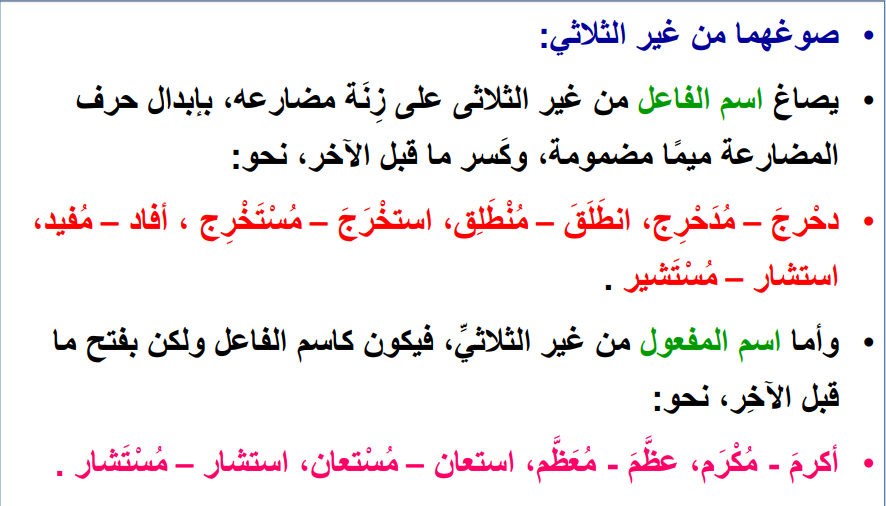 • صوغهما من غير الثلاثي:
• يصاغ اسم الفاعل من غير الثلاثى على زِنَة مضارعه، بإبدال حرف
المضارعة ميمًا مضمومة، وكَسر ما قبل الآخر، نحو:
• دحْرجَ – مُدَحْرِج، انطَلَقَ – مُنْطَلِق، استخْرَجَ – مُسْتَخْرِج ، أفاد – مُفيد،
استشار – مُسْتَشير .
• وأما اسم المفعول من غير الثلاثيِّ، فيكون كاسم الفاعل ولكن بفتح ما
قبل الآخِر، نحو:
• أكرمَ - مُكْرَم، عظَّمَ - مُعَظَّم، استعان – مُسْتعان، استشار – مُسْتَشار .